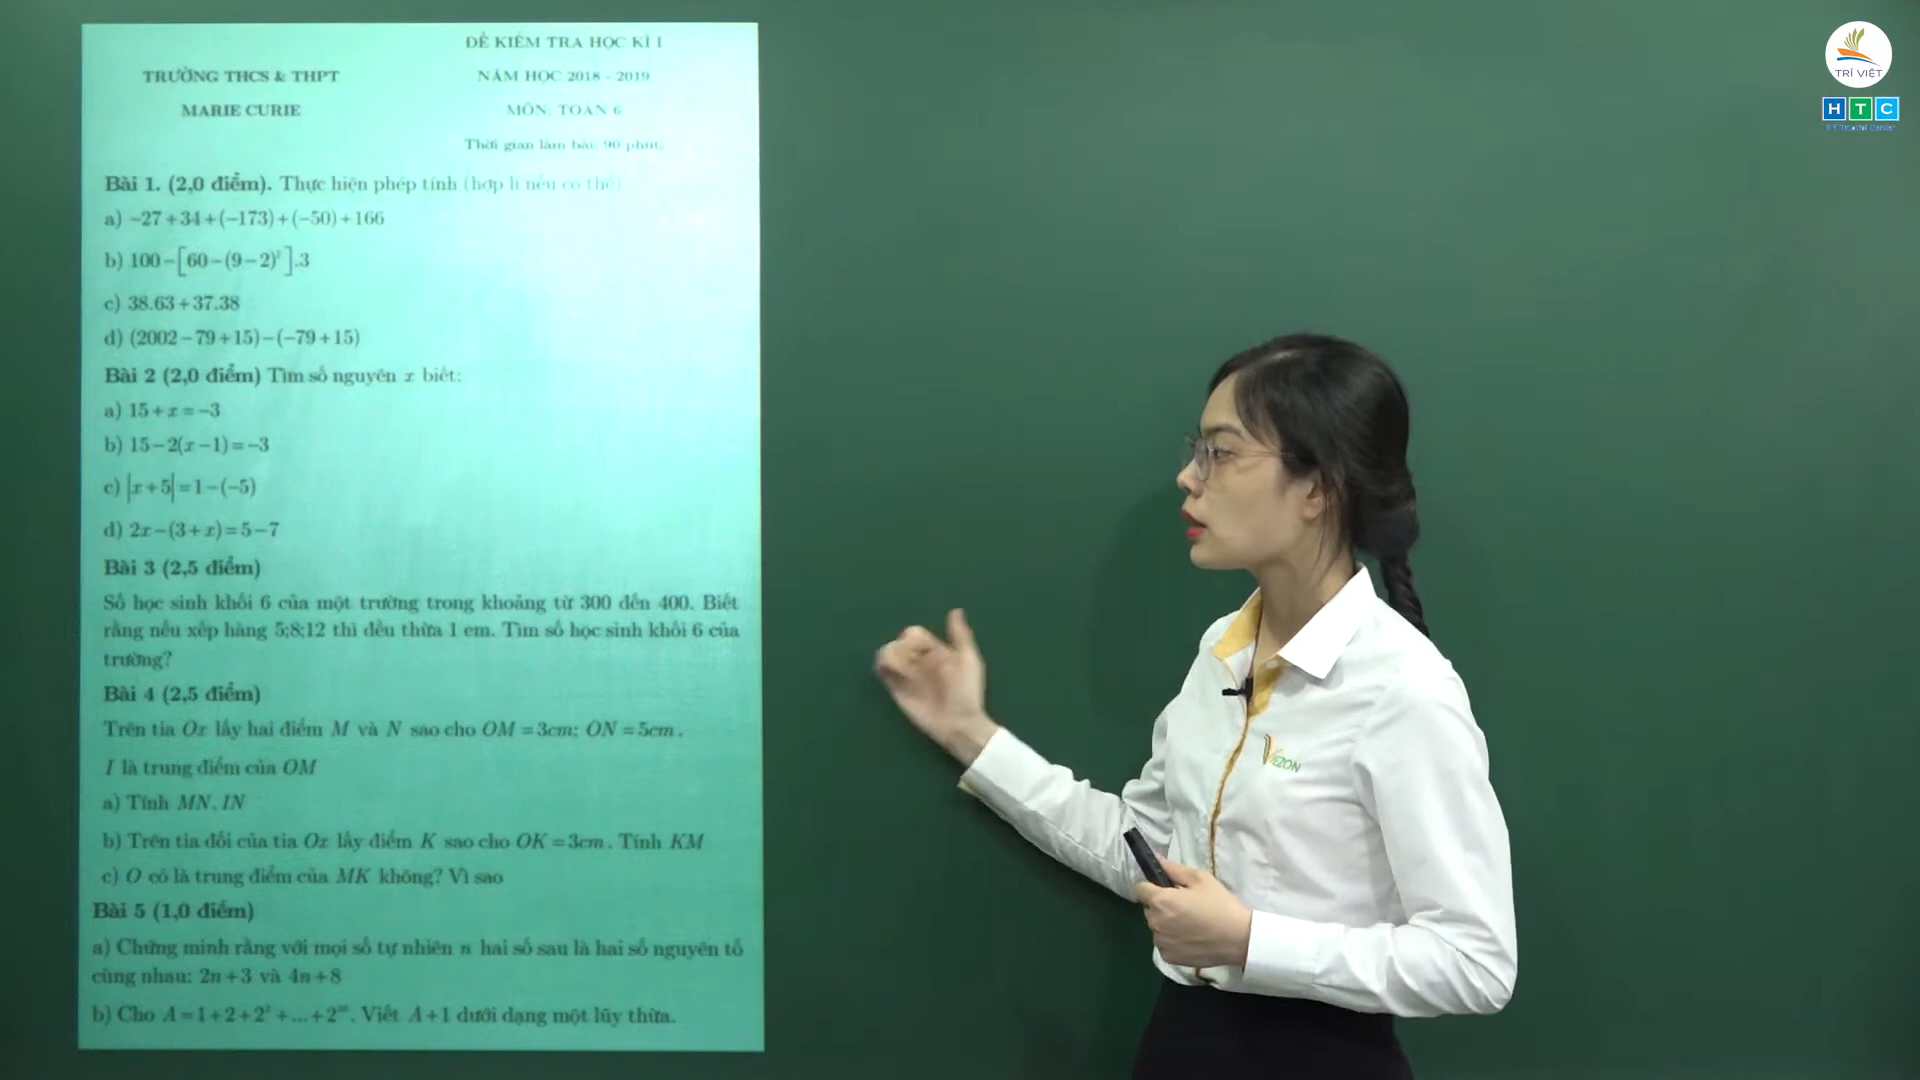 ĐỀ KIỂM TRA HỌC KÌ I
TRƯỜNG THCS & THPT
NĂM HỌC 2018 - 2019
MARIE CURIE
MÔN: TOÁN 6
Thời gian làm bài: 90 phút.
Bài 1. (2,0 điểm). Thực hiện phép tính (hợp lí nếu có thể)
a) −27+34+(−173)+(−50)+166
b) 100−[60−(9−2)²].3
c) 38.63+37.38
d) (2002−79+15)−(−79+15)
Bài 2 (2,0 điểm) Tìm số nguyên x biết:
a) 15+x=−3
b) 15−2(x−1)=−3
c) |x+5|=1−(−5)
d) 2x−(3+x)=5−7
Bài 3 (2,5 điểm)
Số học sinh khối 6 của một trường trong khoảng từ 300 đến 400. Biết
rằng nếu xếp hàng 5;8;12 thì đều thừa 1 em. Tìm số học sinh khối 6 của
trường?
Bài 4 (2,5 điểm)
Trên tia Ox lấy hai điểm M và N sao cho OM=3cm; ON=5cm.
I là trung điểm của OM
a) Tính MN, IN
b) Trên tia đối của tia Ox lấy điểm K sao cho OK=3cm. Tính KM
c) O có là trung điểm của MK không? Vì sao
Bài 5 (1,0 điểm)
a) Chứng minh rằng với mọi số tự nhiên n hai số sau là hai số nguyên tố
cùng nhau: 2n+3 và 4n+8
b) Cho A=1+2+2²+...+2. Viết A+1 dưới dạng một lũy thừa.
TRÍ VIỆT
HTC
VIEZON